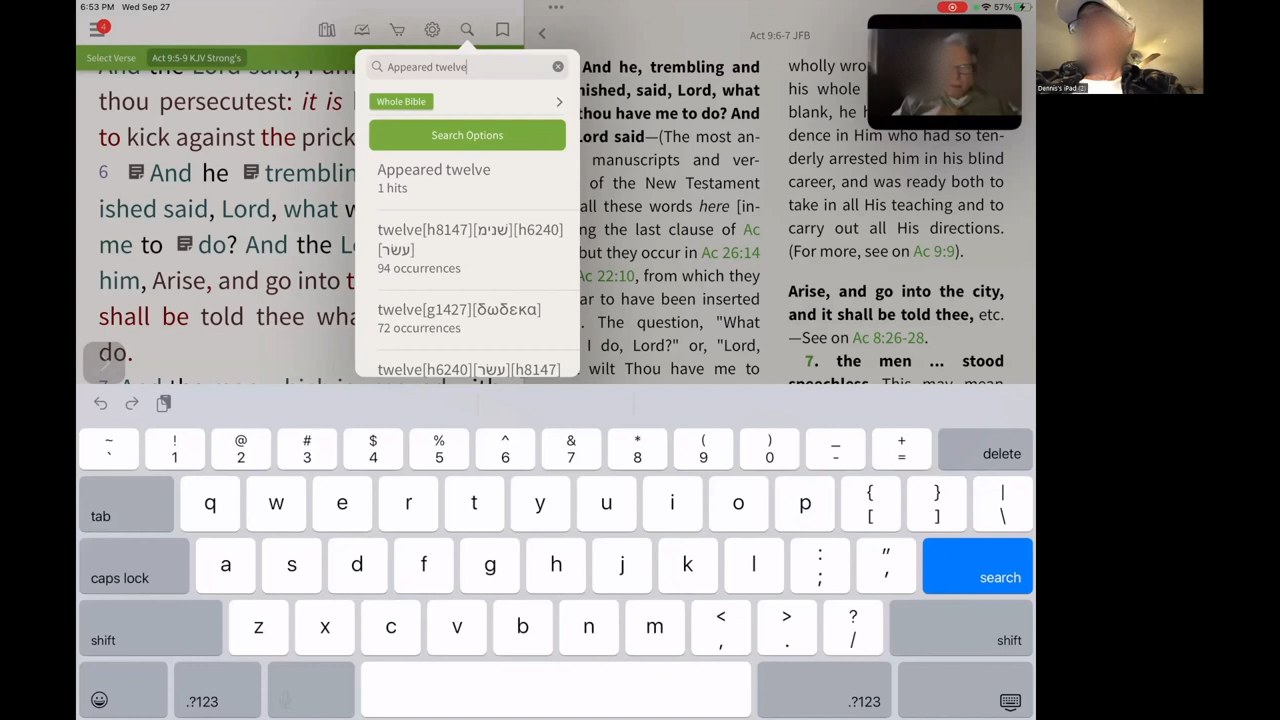 6:53 PM Wed Sep 27
57%
4
Select Verse
Act 9:5-9 KJV Strong's
thou persecutest: it is
to kick against the prick
6 And he tremblin
ished said, Lord, what w
me to do? And the L
him, Arise, and go into t
shall be told thee wha
do.
Appeared twelve
Whole Bible
Search Options
Appeared twelve
1 hits
twelve[h8147][שנים][h6240]
[עשר]
94 occurrences
twelve[g1427][δωδεκα]
72 occurrences
twelve[h6240][עשר][h8147]
Act 9:6-7 JFB
And he, trembling and
nished, said, Lord, what
thou have me to do? And
Lord said—(The most an-
manuscripts and ver-
of the New Testament
all these words here [in-
ng the last clause of Ac
but they occur in Ac 26:14
Ac 22:10, from which they
ar to have been inserted
. The question, "What
I do, Lord?" or, "Lord,
wilt Thou have me to
wholly wro
his whole
blank, he h
dence in Him who had so ten-
derly arrested him in his blind
career, and was ready both to
take in all His teaching and to
carry out all His directions.
(For more, see on Ac 9:9).
Arise, and go into the city,
and it shall be told thee, etc.
—See on Ac 8:26-28.
7. the men ... stood
speechless. This may mean
Dennis's iPad (2)
~ ! @ # $ % ^ & * ( ) _ +
` 1 2 3 4 5 6 7 8 9 0 - = delete
tab q w e r t y u i o p { [ } ] | \
caps lock a s d f g h j k l : ; " ' search
shift z x c v b n m < , > . ? / shift
.?123 .?123